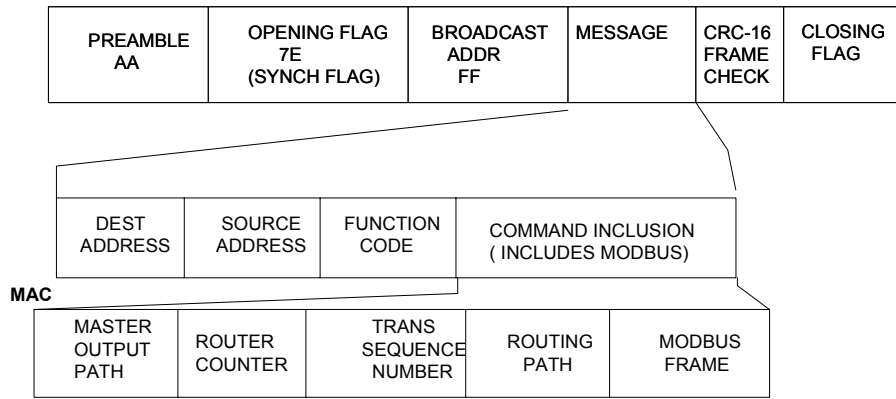 PREAMBLE
AA
OPENING FLAG
7E
(SYNCH FLAG)
BROADCAST
ADDR
FF
MESSAGE
CRC-16
FRAME
CHECK
CLOSING
FLAG
DEST
ADDRESS
SOURCE
ADDRESS
FUNCTION
CODE
COMMAND INCLUSION
( INCLUDES MODBUS)
MAC
MASTER
OUTPUT
PATH
ROUTER
COUNTER
TRANS
SEQUENCE
NUMBER
ROUTING
PATH
MODBUS
FRAME